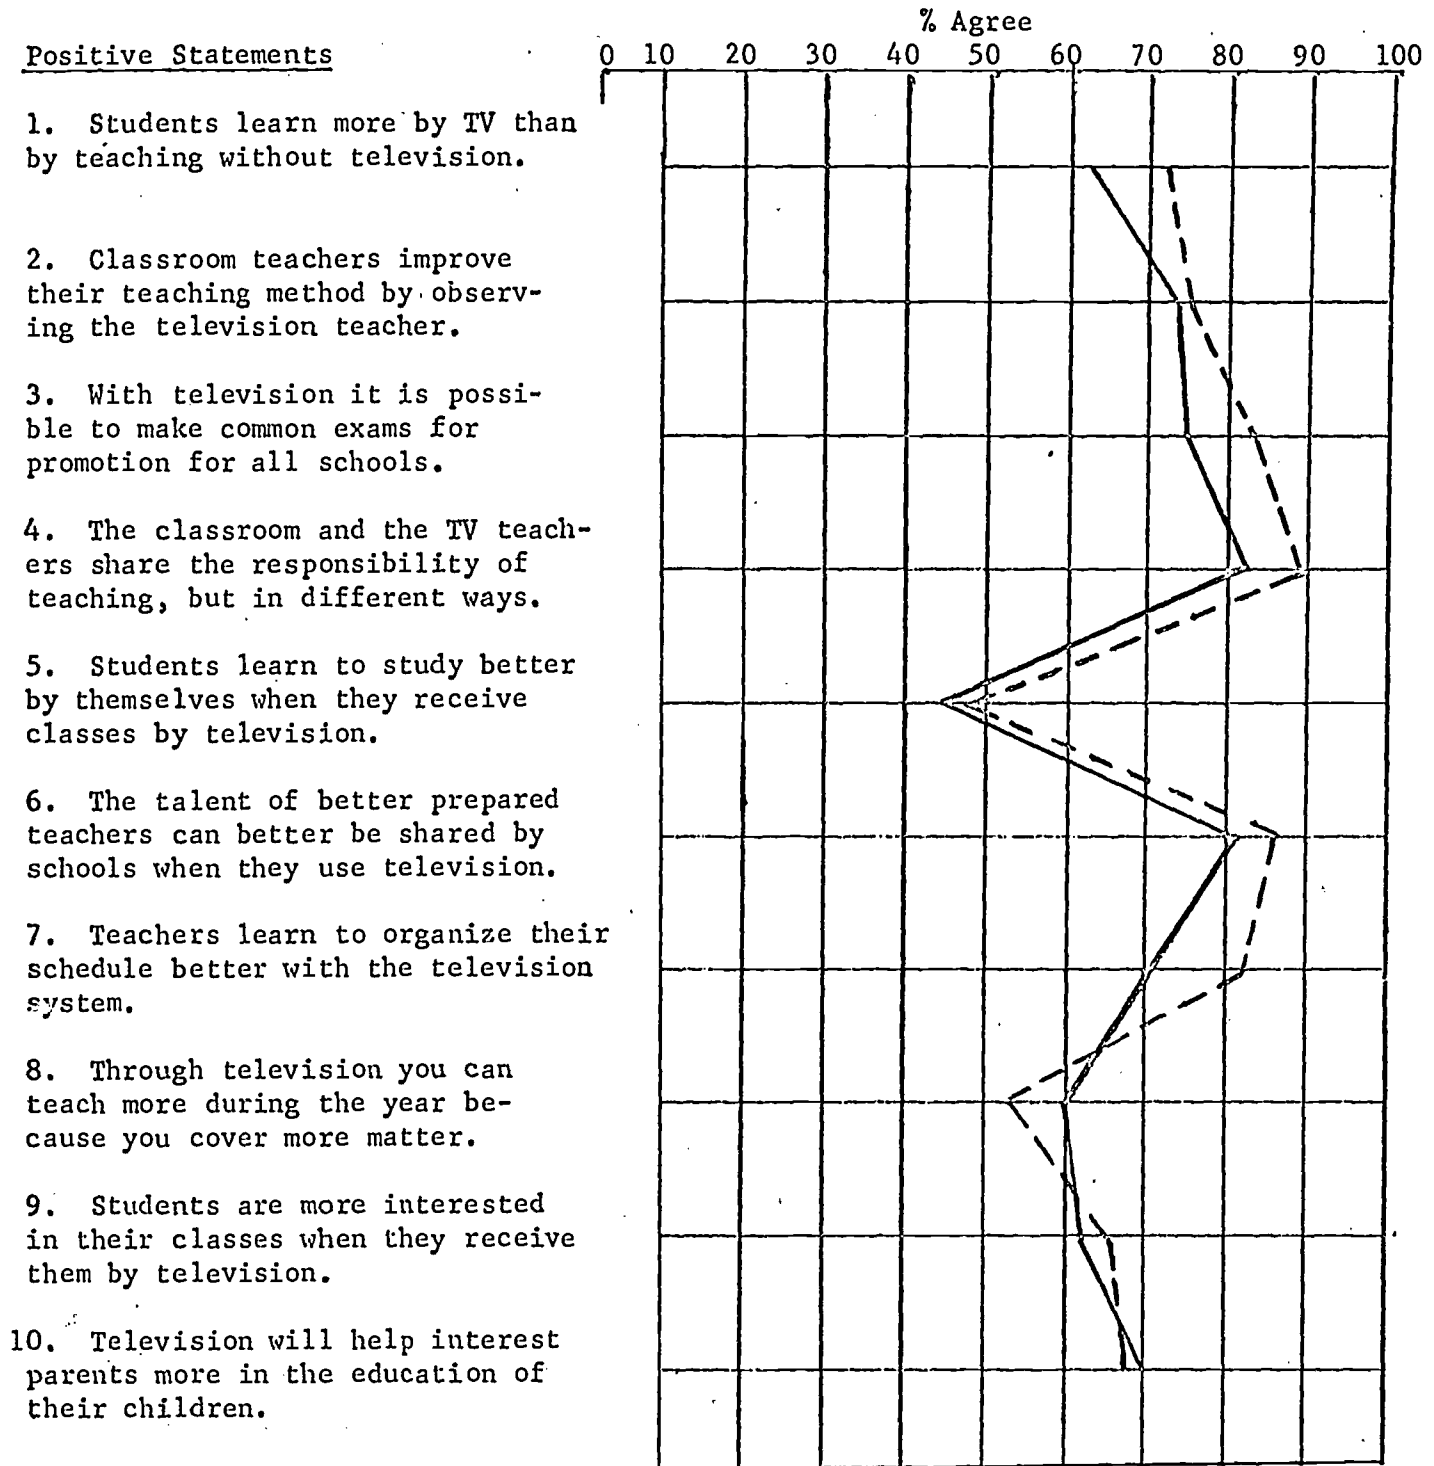 % Agree
Positive Statements
0 10 20 30 40 50 60 70 80 90 100
1. Students learn more by TV than
by teaching without television.
2. Classroom teachers improve
their teaching method by observ-
ing the television teacher.
3. With television it is possi-
ble to make common exams for
promotion for all schools.
4. The classroom and the TV teach-
ers share the responsibility of
teaching, but in different ways.
5. Students learn to study better
by themselves when they receive
classes by television.
6. The talent of better prepared
teachers can better be shared by
schools when they use television.
7. Teachers learn to organize their
schedule better with the television
system.
8. Through television you can
teach more during the year be-
cause you cover more matter.
9. Students are more interested
in their classes when they receive
them by television.
10. Television will help interest
parents more in the education of
their children.